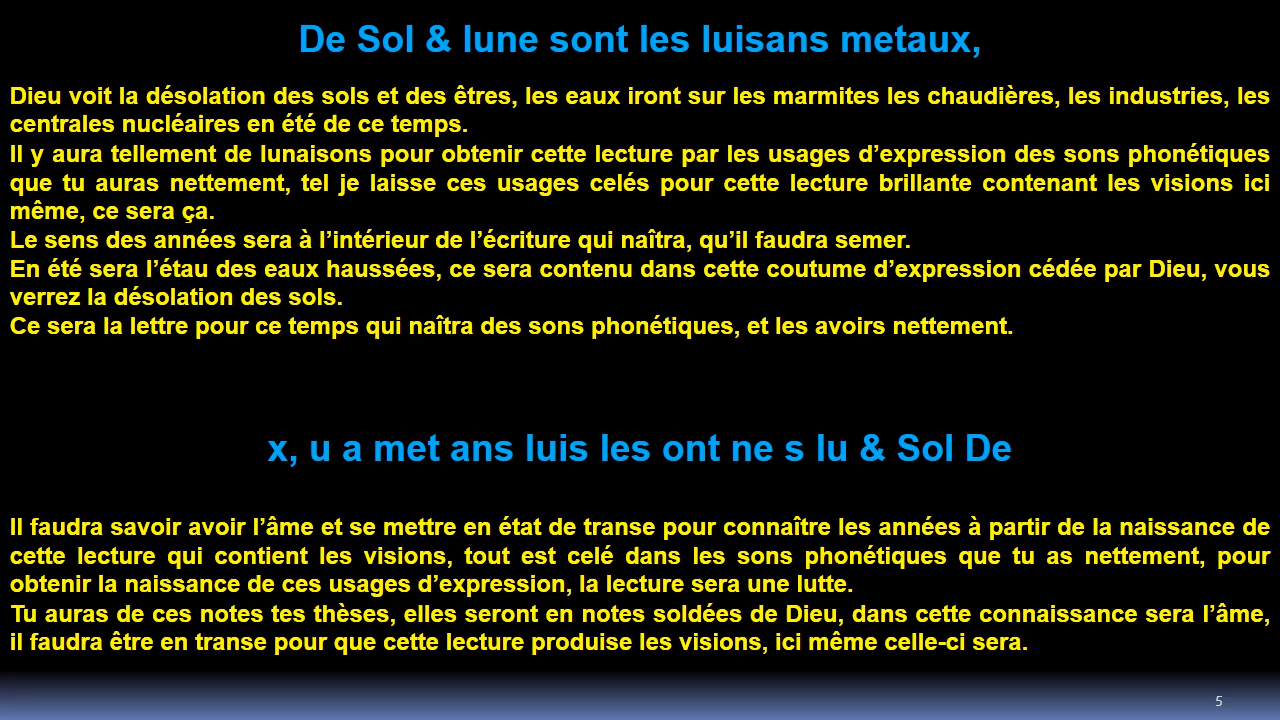 De Sol & lune sont les luisans metaux,
Dieu voit la désolation des sols et des êtres, les eaux iront sur les marmites les chaudières, les industries, les
centrales nucléaires en été de ce temps.
Il y aura tellement de lunaisons pour obtenir cette lecture par les usages d’expression des sons phonétiques
que tu auras nettement, tel je laisse ces usages celés pour cette lecture brillante contenant les visions ici
même, ce sera ça.
Le sens des années sera à l’intérieur de l’écriture qui naîtra, qu’il faudra semer.
En été sera l’étau des eaux haussées, ce sera contenu dans cette coutume d’expression cédée par Dieu, vous
verrez la désolation des sols.
Ce sera la lettre pour ce temps qui naîtra des sons phonétiques, et les avoirs nettement.
x, u a met ans luis les ont ne s lu & Sol De
Il faudra savoir avoir l’âme et se mettre en état de transe pour connaître les années à partir de la naissance de
cette lecture qui contient les visions, tout est celé dans les sons phonétiques que tu as nettement, pour
obtenir la naissance de ces usages d’expression, la lecture sera une lutte.
Tu auras de ces notes tes thèses, elles seront en notes soldées de Dieu, dans cette connaissance sera l’âme,
il faudra être en transe pour que cette lecture produise les visions, ici même celle-ci sera.
5